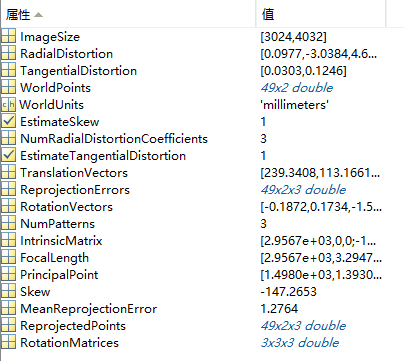 属性 值
ImageSize [3024,4032]
RadialDistortion [0.0977,-3.0384,4.6...
TangentialDistortion [0.0303,0.1246]
WorldPoints 49x2 double
WorldUnits 'millimeters'
EstimateSkew 1
NumRadialDistortionCoefficients 3
EstimateTangentialDistortion 1
TranslationVectors [239.3408,113.1661...
ReprojectionErrors 49x2x3 double
RotationVectors [-0.1872,0.1734,-1.5...
NumPatterns 3
IntrinsicMatrix [2.9567e+03,0,0;-1...
FocalLength [2.9567e+03,3.2947...
PrincipalPoint [1.4980e+03,1.3930...
Skew -147.2653
MeanReprojectionError 1.2764
ReprojectedPoints 49x2x3 double
RotationMatrices 3x3x3 double